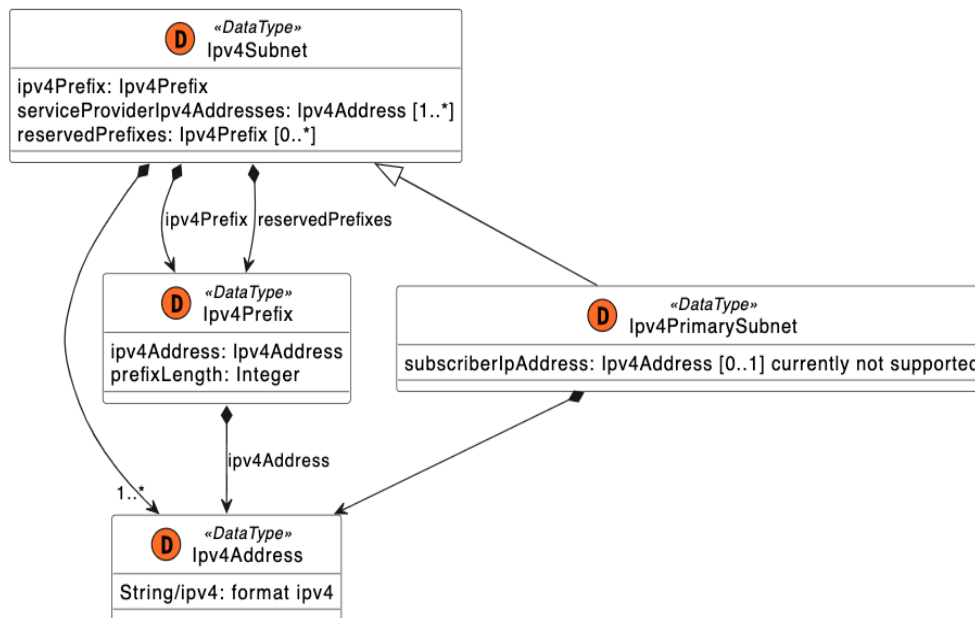 «DataType»
D
Ipv4Subnet
ipv4Prefix: Ipv4Prefix
serviceProviderIpv4Addresses: Ipv4Address [1..*]
reservedPrefixes: Ipv4Prefix [0..*]
ipv4Prefix
reservedPrefixes
«DataType»
D
Ipv4Prefix
ipv4Address: Ipv4Address
prefixLength: Integer
«DataType»
D
Ipv4PrimarySubnet
subscriberIpAddress: Ipv4Address [0..1] currently not supported
ipv4Address
1..*
«DataType»
D
Ipv4Address
String/ipv4: format ipv4